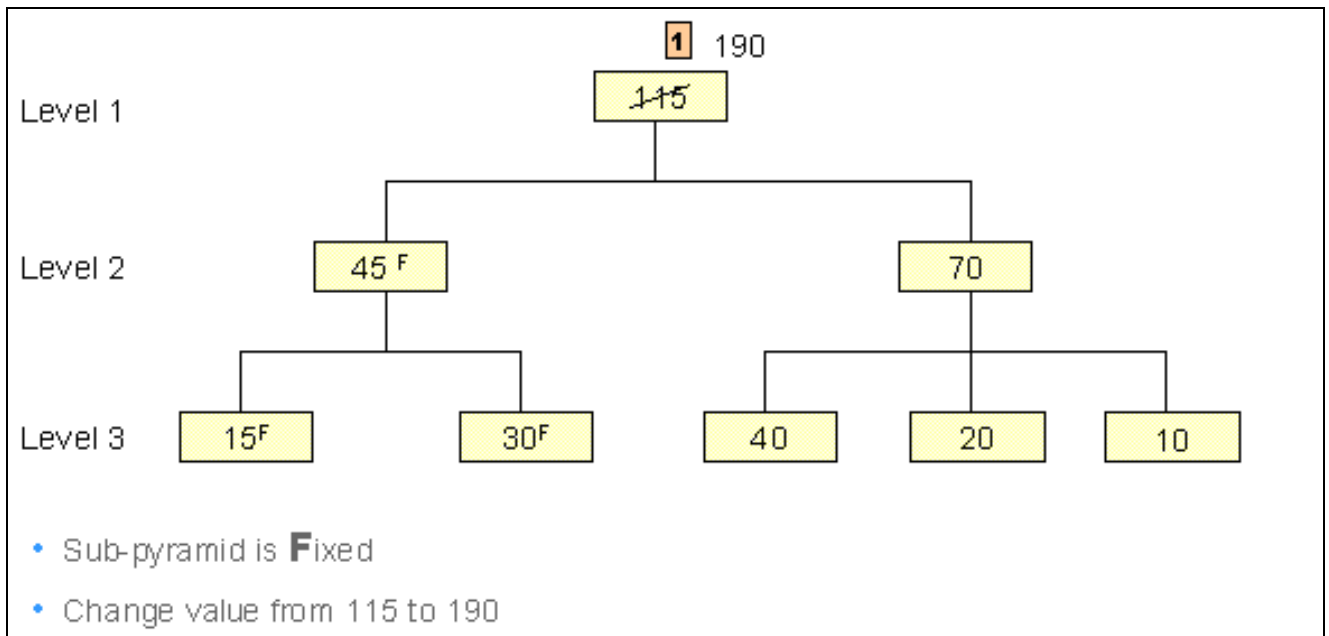 1 190
Level 1 115
Level 2 45 F 70
Level 3 15F 30F 40 20 10
• Sub-pyramid is Fixed
• Change value from 115 to 190